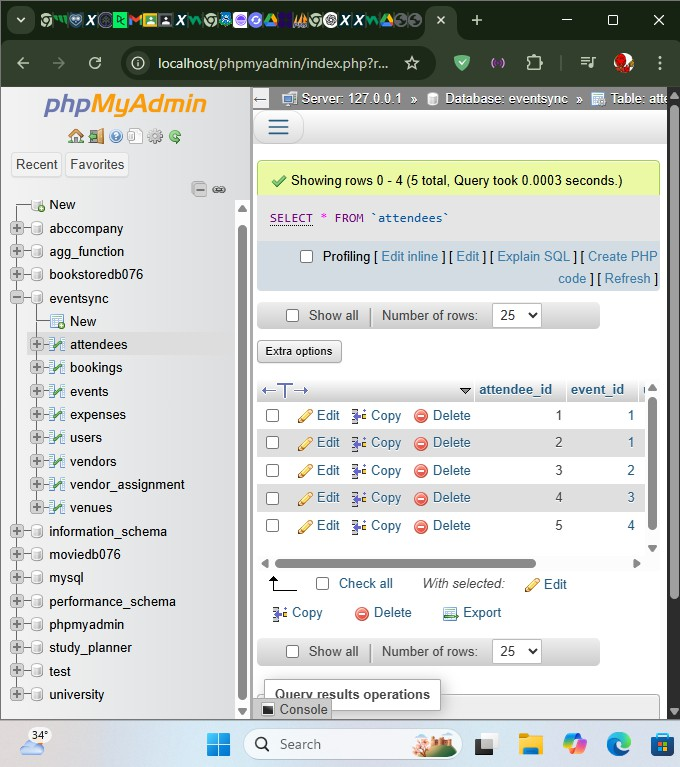 localhost/phpmyadmin/index.php?r...
phpMyAdmin
Recent
Favorites
New
abccompany
agg_function
bookstoredb076
eventsync
New
attendees
bookings
events
expenses
users
vendors
vendor_assignment
venues
information_schema
moviedb076
mysql
performance_schema
phpmyadmin
study_planner
test
university
Server: 127.0.0.1 » Database: eventsync » Table: atte
Showing rows 0 - 4 (5 total, Query took 0.0003 seconds.)
SELECT * FROM `attendees`
Profiling [ Edit inline ] [ Edit ] [ Explain SQL ] [ Create PHP
code ] [ Refresh ]
Show all | Number of rows: 25
Extra options
←T→ attendee_id event_id
Edit Copy Delete 1 1
Edit Copy Delete 2 1
Edit Copy Delete 3 2
Edit Copy Delete 4 3
Edit Copy Delete 5 4
Check all With selected: Edit
Copy Delete Export
Show all | Number of rows: 25
Query results operations
Console
34°
Search